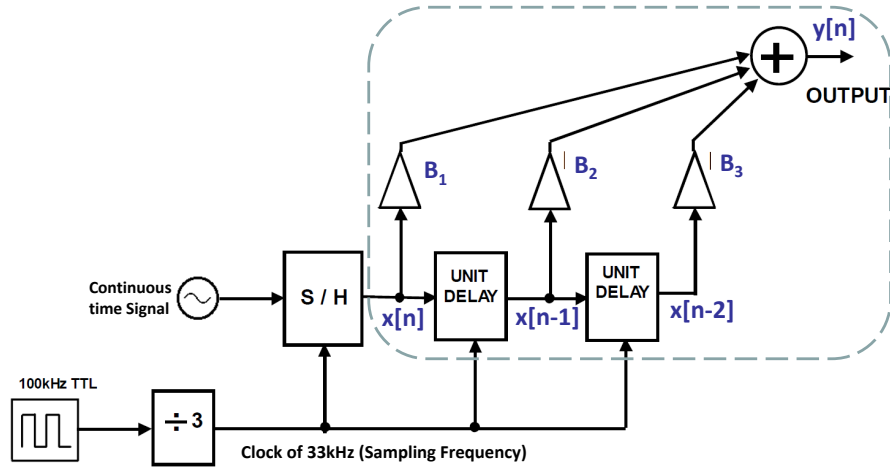 y[n]
+
OUTPUT
B1
B2
B3
Continuous
time Signal
S / H
UNIT
DELAY
UNIT
DELAY
x[n]
x[n-1]
x[n-2]
100kHz TTL
÷ 3
Clock of 33kHz (Sampling Frequency)